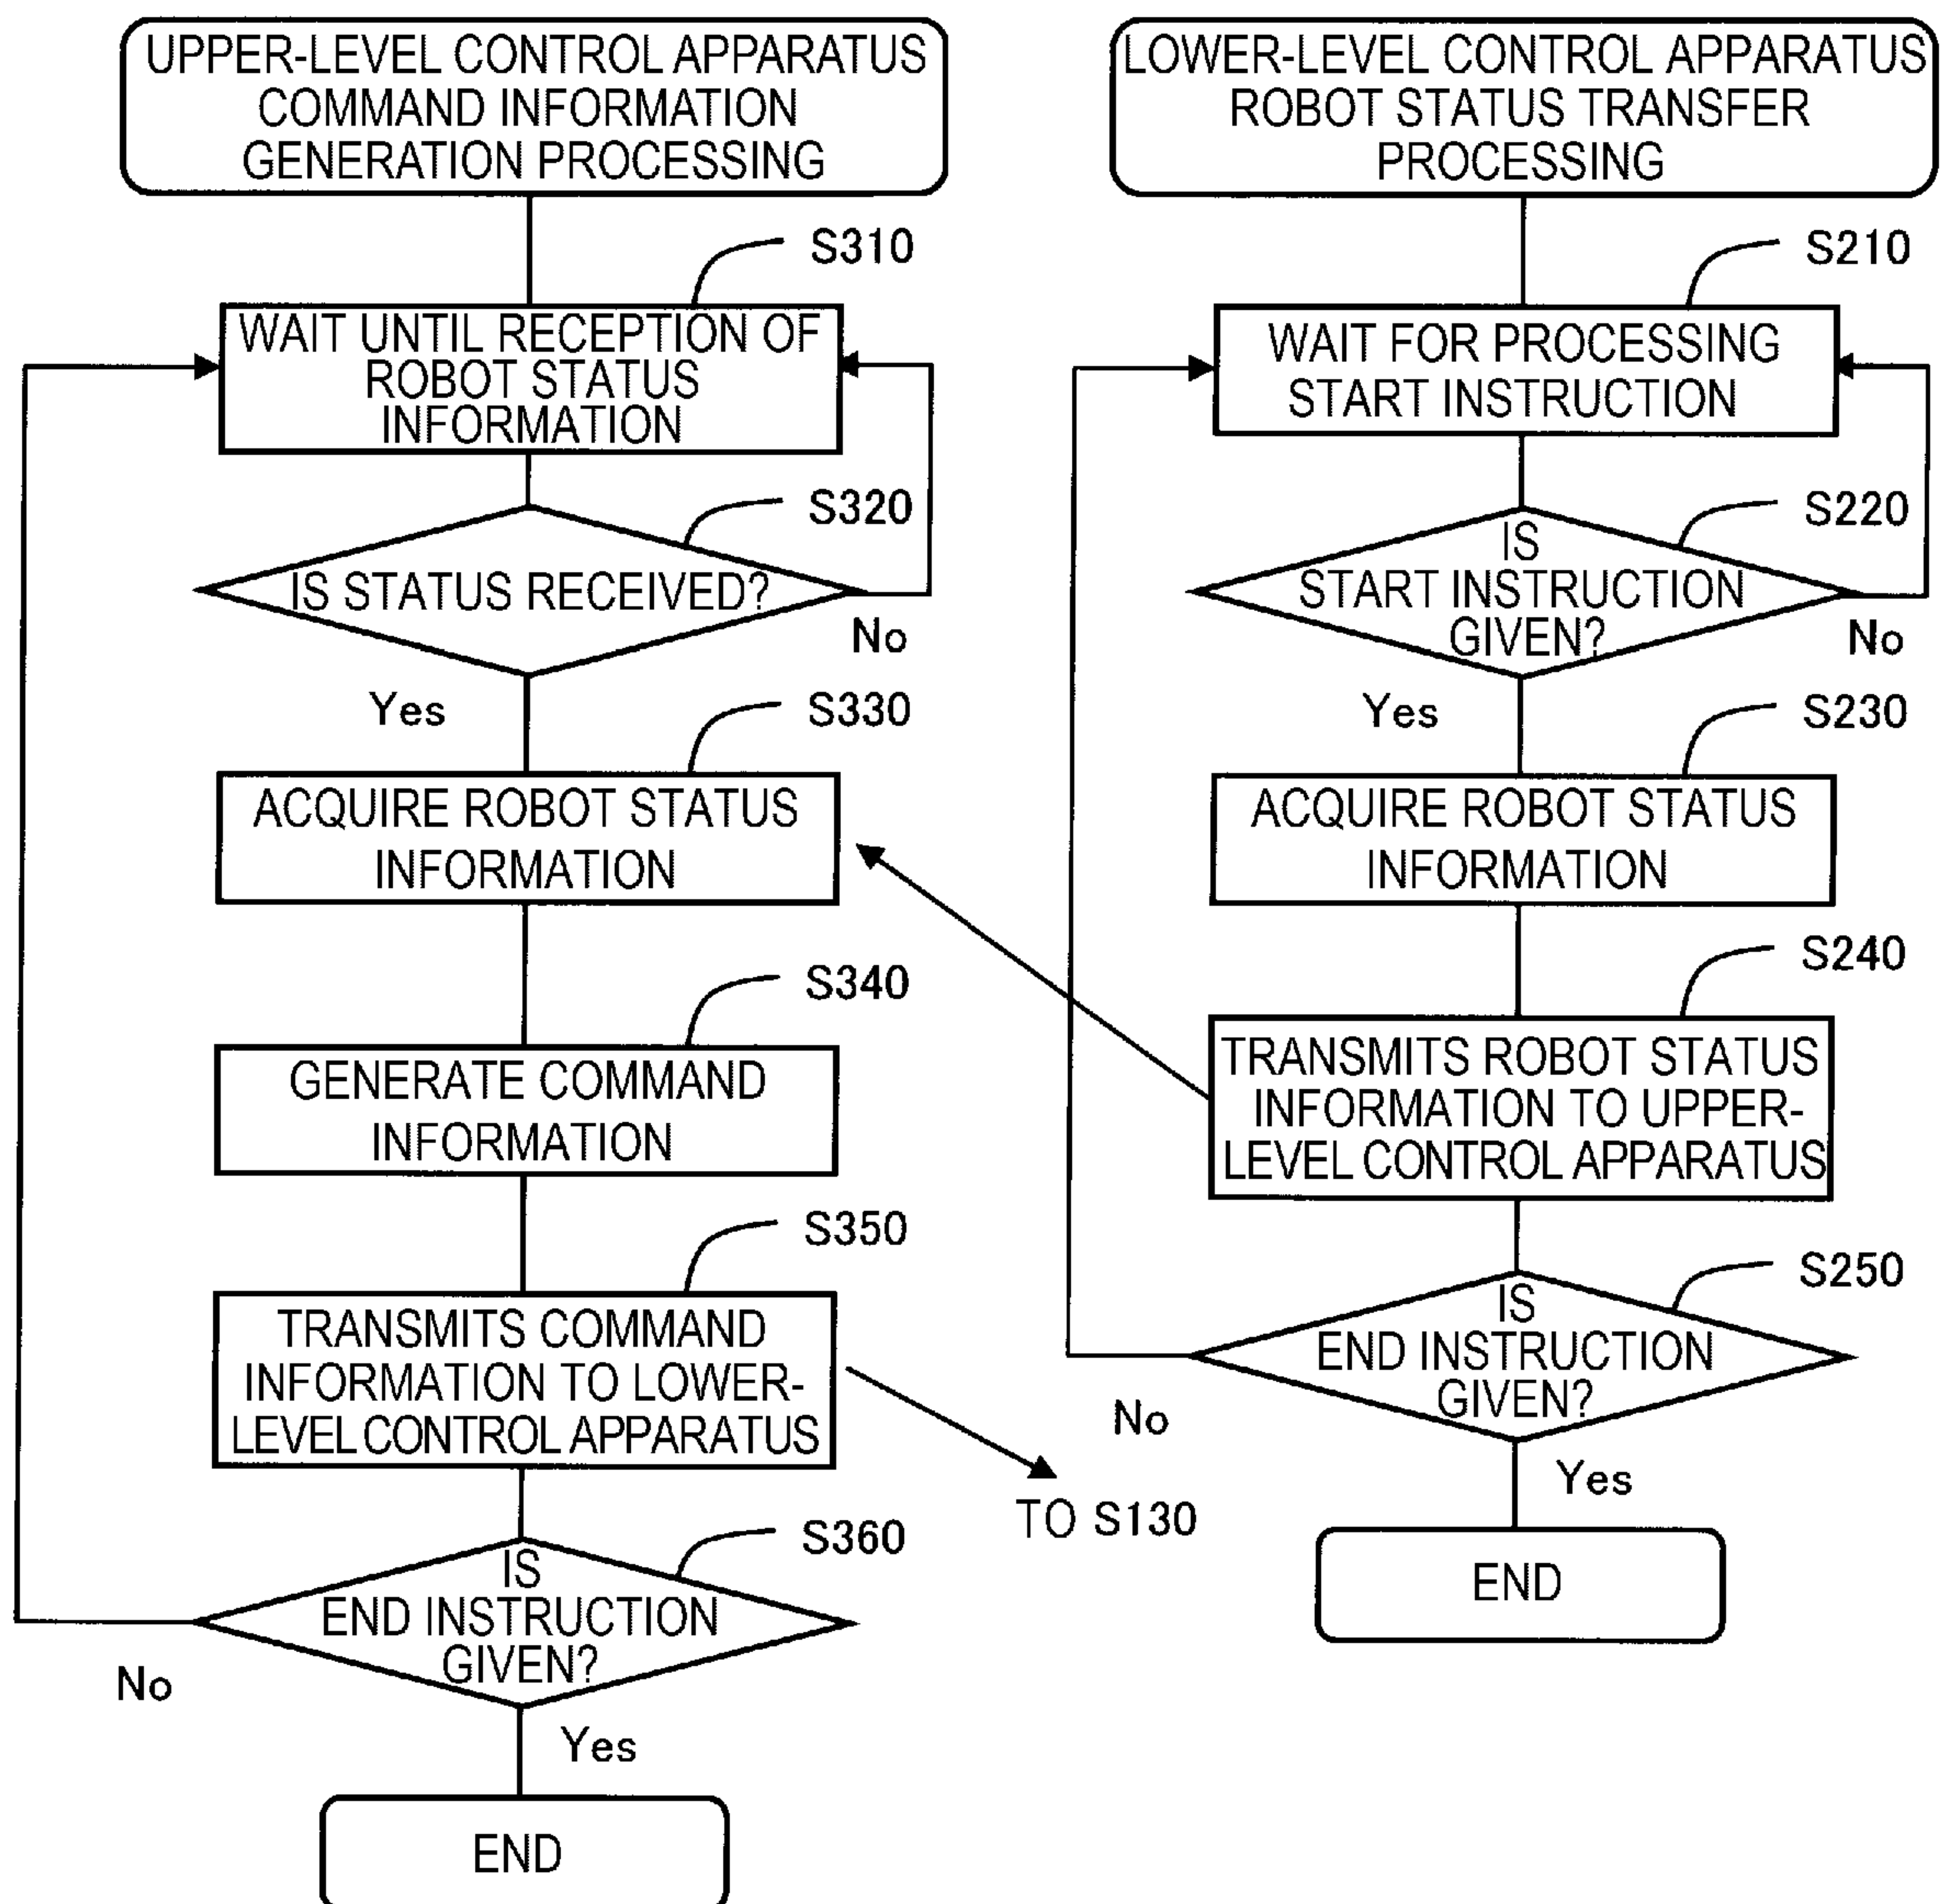 UPPER-LEVEL CONTROL APPARATUS
COMMAND INFORMATION
GENERATION PROCESSING
S310
WAIT UNTIL RECEPTION OF
ROBOT STATUS
INFORMATION
S320
IS STATUS RECEIVED?
No
Yes
S330
ACQUIRE ROBOT STATUS
INFORMATION
S340
GENERATE COMMAND
INFORMATION
S350
TRANSMITS COMMAND
INFORMATION TO LOWER-
LEVEL CONTROL APPARATUS
TO S130
S360
IS
END INSTRUCTION
GIVEN?
No
Yes
END
LOWER-LEVEL CONTROL APPARATUS
ROBOT STATUS TRANSFER
PROCESSING
S210
WAIT FOR PROCESSING
START INSTRUCTION
S220
IS
START INSTRUCTION
GIVEN?
No
Yes
S230
ACQUIRE ROBOT STATUS
INFORMATION
S240
TRANSMITS ROBOT STATUS
INFORMATION TO UPPER-
LEVEL CONTROL APPARATUS
S250
IS
END INSTRUCTION
GIVEN?
No
Yes
END